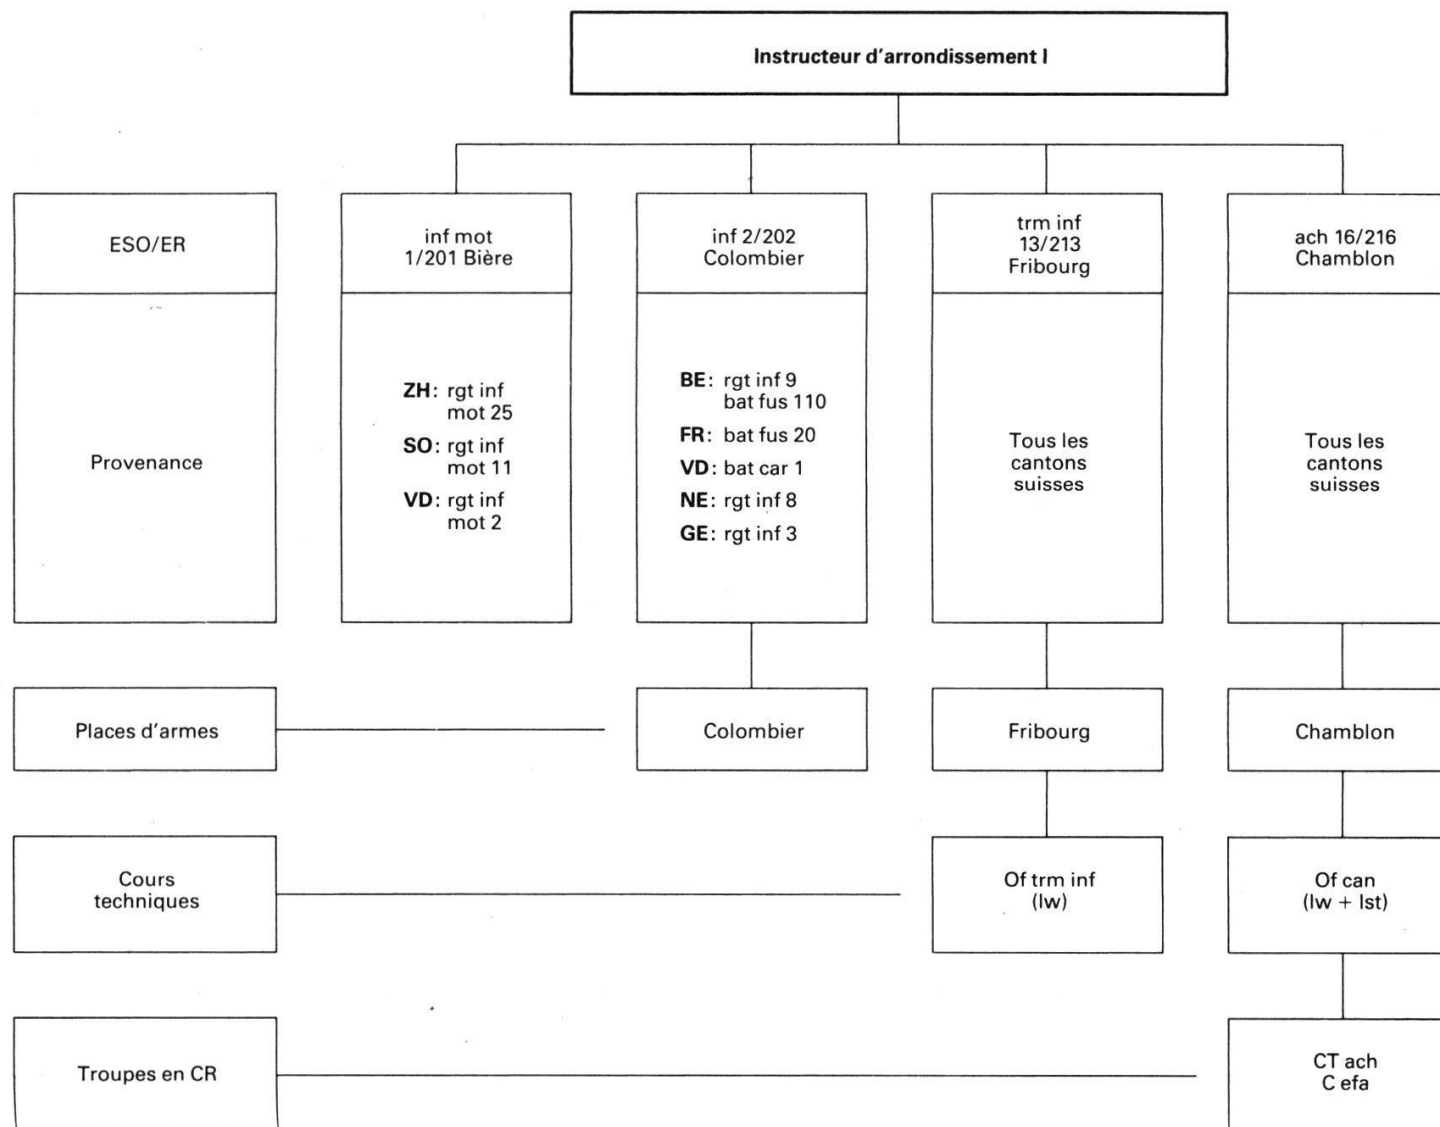 Instructeur d'arrondissement I
ESO/ER
inf mot
1/201 Bière
inf 2/202
Colombier
trm inf
13/213
Fribourg
ach 16/216
Chamblon
Provenance
ZH: rgt inf
mot 25
SO: rgt inf
mot 11
VD: rgt inf
mot 2
BE: rgt inf 9
bat fus 110
FR: bat fus 20
VD: bat car 1
NE: rgt inf 8
GE: rgt inf 3
Tous les
cantons
suisses
Tous les
cantons
suisses
Places d'armes
Colombier
Fribourg
Chamblon
Cours
techniques
Of trm inf
(lw)
Of can
(lw + lst)
Troupes en CR
CT ach
C efa